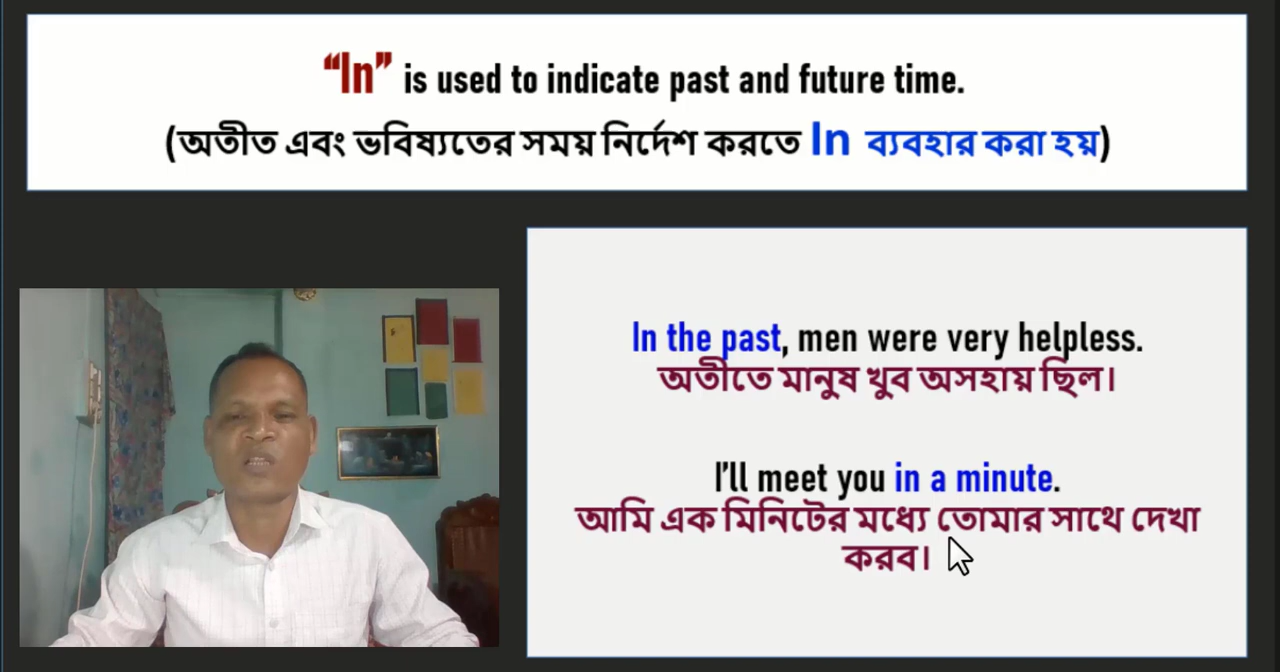 “In” is used to indicate past and future time.
(অতীত এবং ভবিষ্যতের সময় নির্দেশ করতে In ব্যবহার করা হয়)
In the past, men were very helpless.
অতীতে মানুষ খুব অসহায় ছিল।
I'll meet you in a minute.
আমি এক মিনিটের মধ্যে তোমার সাথে দেখা
করব।